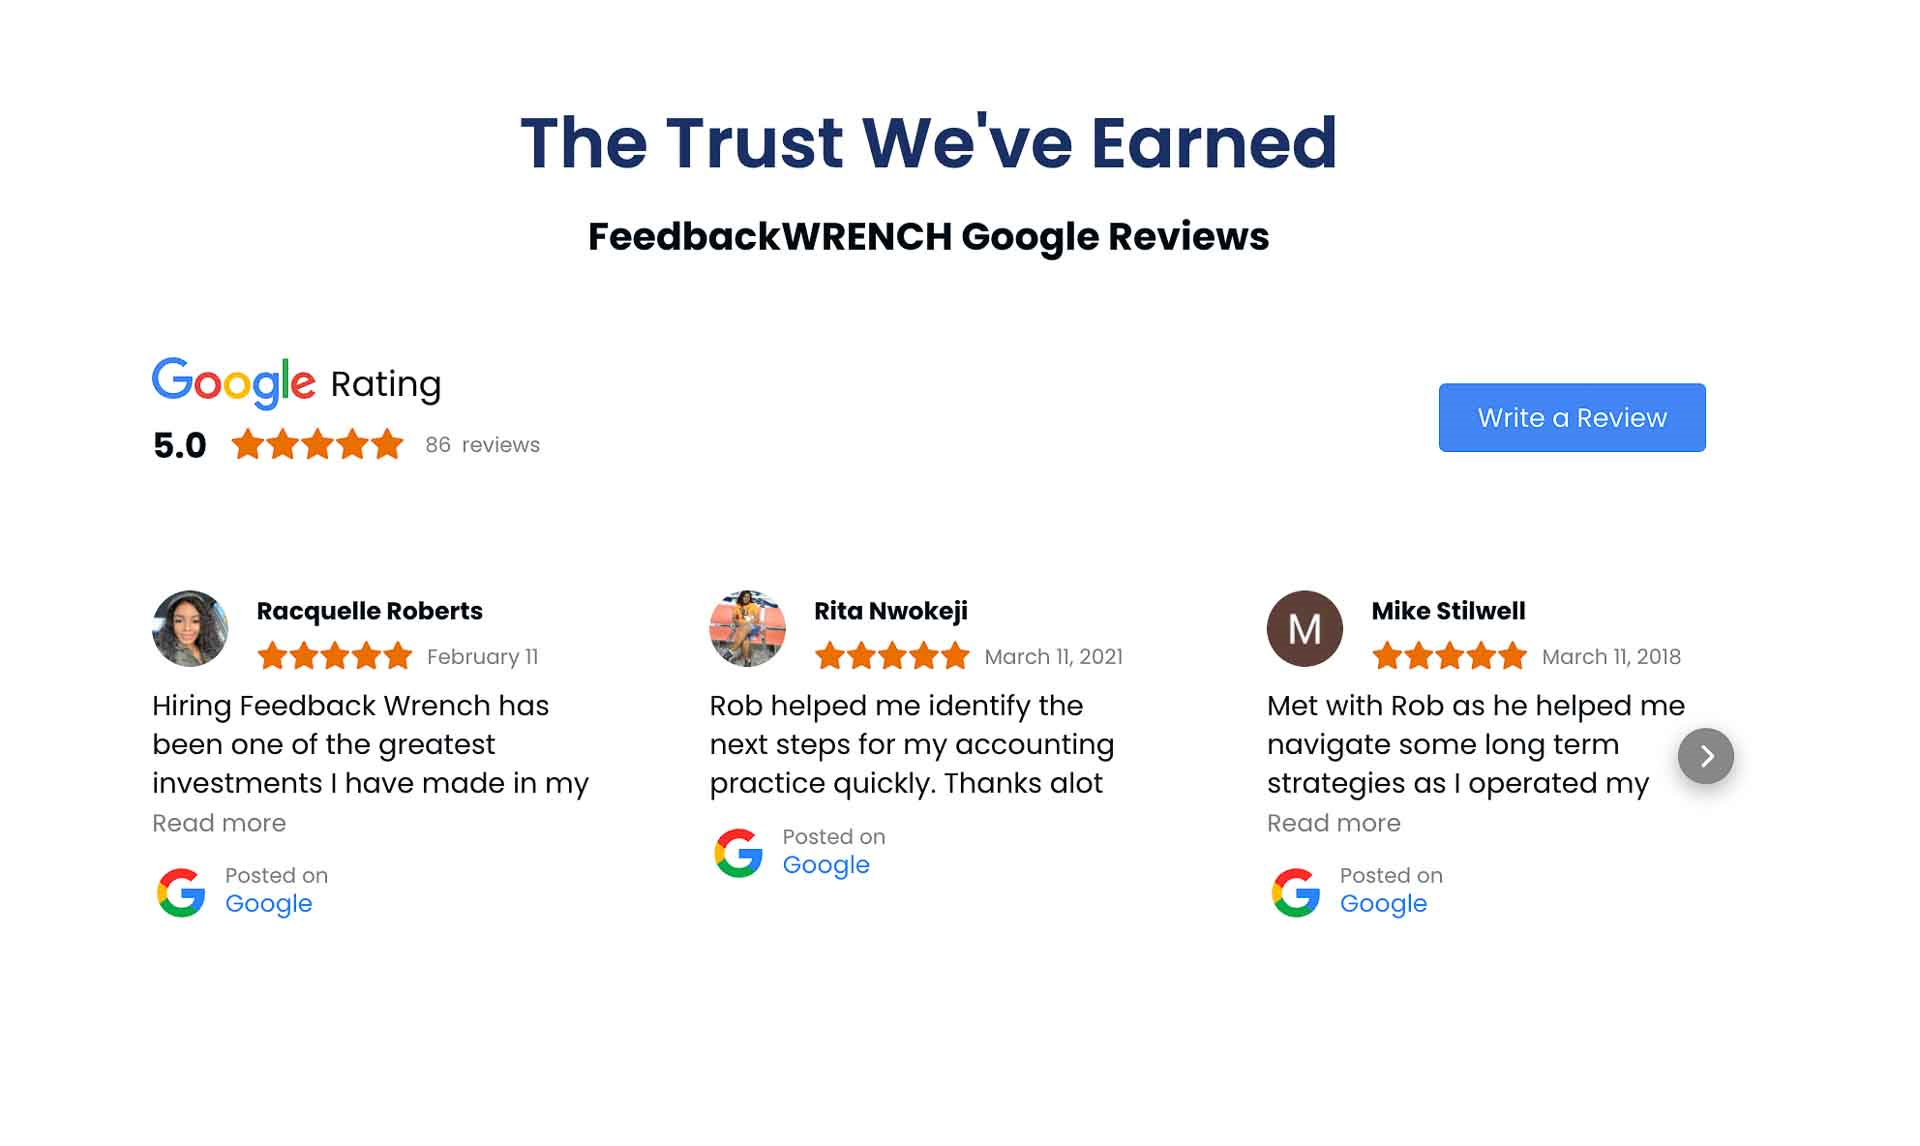 The Trust We've Earned
FeedbackWRENCH Google Reviews
Google Rating
5.0 86 reviews
Write a Review
Racquelle Roberts
February 11
Hiring Feedback Wrench has
been one of the greatest
investments I have made in my
Read more
Posted on
Google
Rita Nwokeji
March 11, 2021
Rob helped me identify the
next steps for my accounting
practice quickly. Thanks alot
Posted on
Google
M
Mike Stilwell
March 11, 2018
Met with Rob as he helped me
navigate some long term
strategies as I operated my
Read more
Posted on
Google